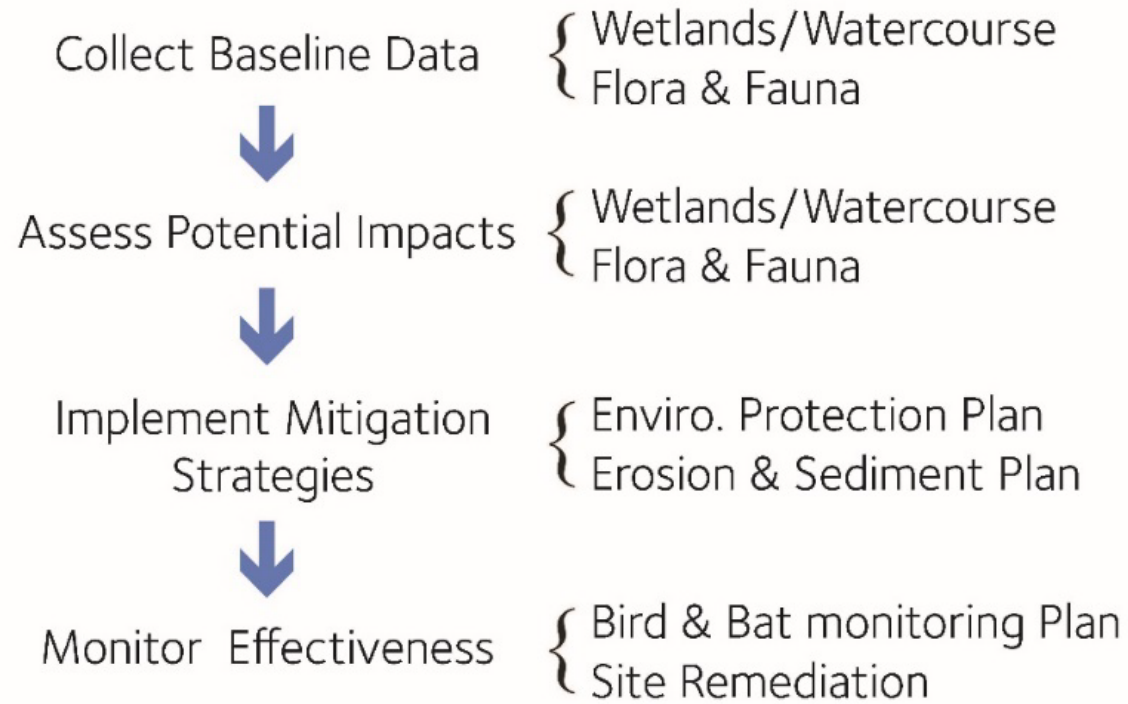 Collect Baseline Data
Wetlands/Watercourse
Flora & Fauna
Assess Potential Impacts
Wetlands/Watercourse
Flora & Fauna
Implement Mitigation
Strategies
Enviro. Protection Plan
Erosion & Sediment Plan
Monitor Effectiveness
Bird & Bat monitoring Plan
Site Remediation